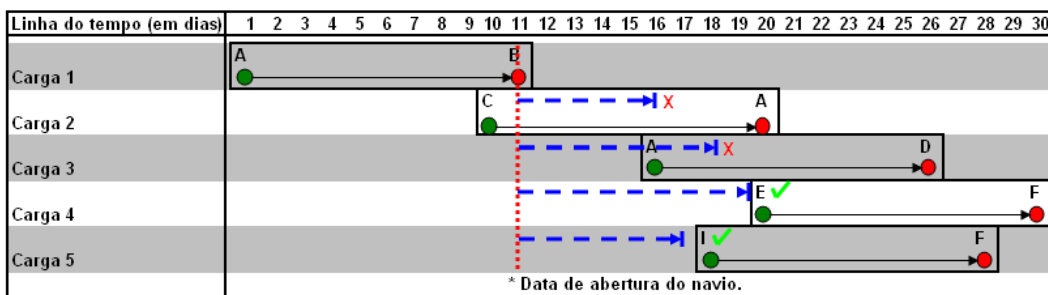 Linha do tempo (em dias) 1 2 3 4 5 6 7 8 9 10 11 12 13 14 15 16 17 18 19 20 21 22 23 24 25 26 27 28 29 30
A B
Carga 1
C X A
Carga 2
A X D
Carga 3
E F
Carga 4
I F
Carga 5
* Data de abertura do navio.